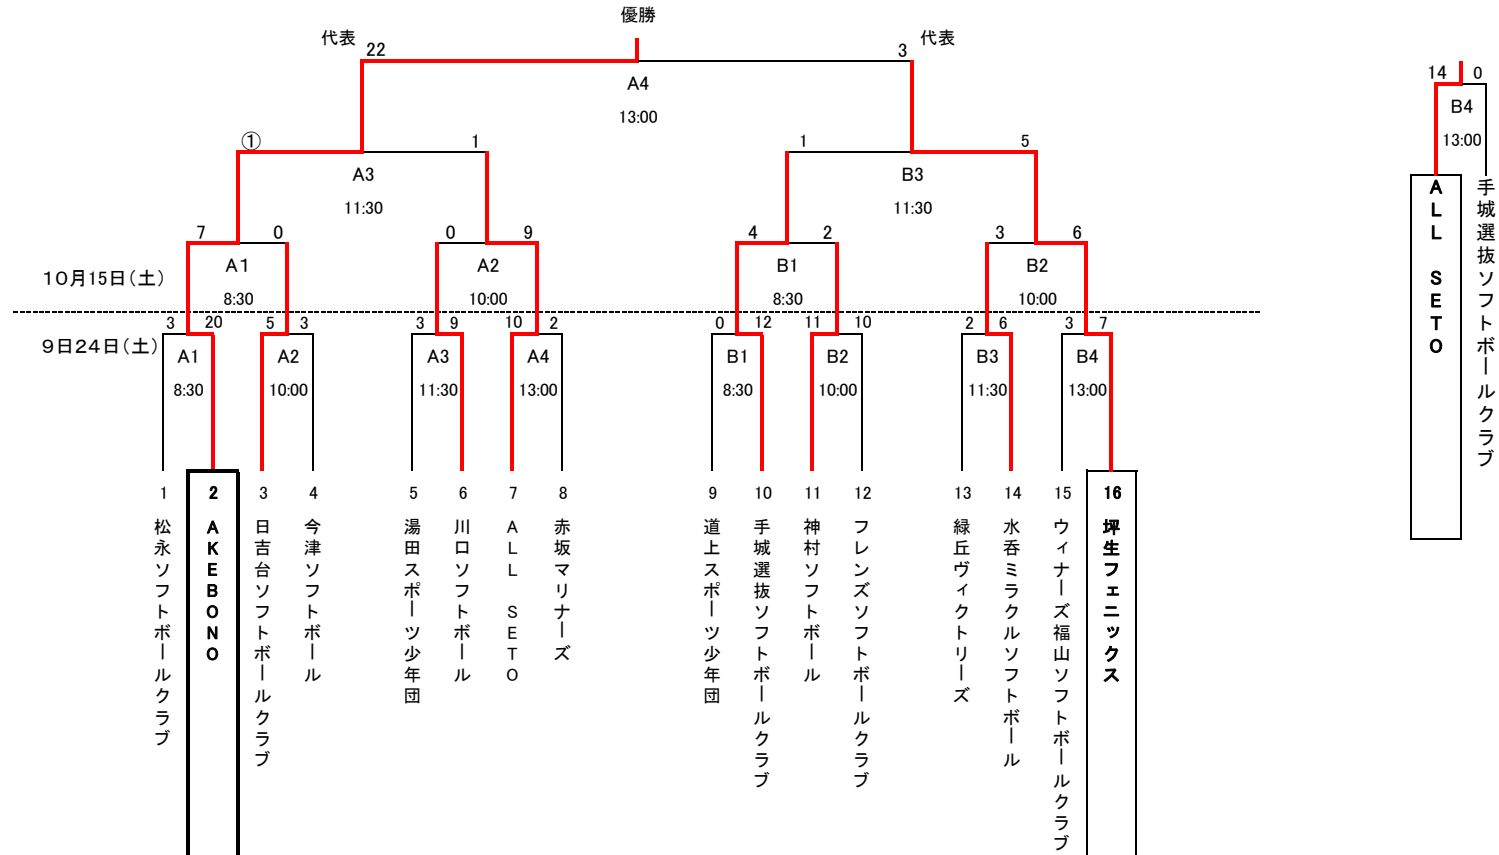 優勝
代表 22 3 代表
A4
13:00
① 1 1 5
A3 B3
11:30 11:30
7 0 0 9 4 2 3 6
A1 A2 B1 B2
10月15日(土)
8:30 10:00 8:30 10:00
3 20 5 3 3 9 10 2 0 12 11 10 2 6 3 7
9日24日(土)
A1 A2 A3 A4 B1 B2 B3 B4
8:30 10:00 11:30 13:00 8:30 10:00 11:30 13:00
1 松永ソフトボールクラブ
2 AKEBONO
3 日吉台ソフトボールクラブ
4 今津ソフトボール
5 湯田スポーツ少年団
6 川口ソフトボール
7 ALL SETO
8 赤坂マリナーズ
9 道上スポーツ少年団
10 手城選抜ソフトボールクラブ
11 神村ソフトボール
12 フレンズソフトボールクラブ
13 緑丘ヴィクトリーズ
14 水呑ミラクルソフトボール
15 ウィナーズ福山ソフトボールクラブ
16 坪生フェニックス
14 0
B4
13:00
ALL SETO
手城選抜ソフトボールクラブ